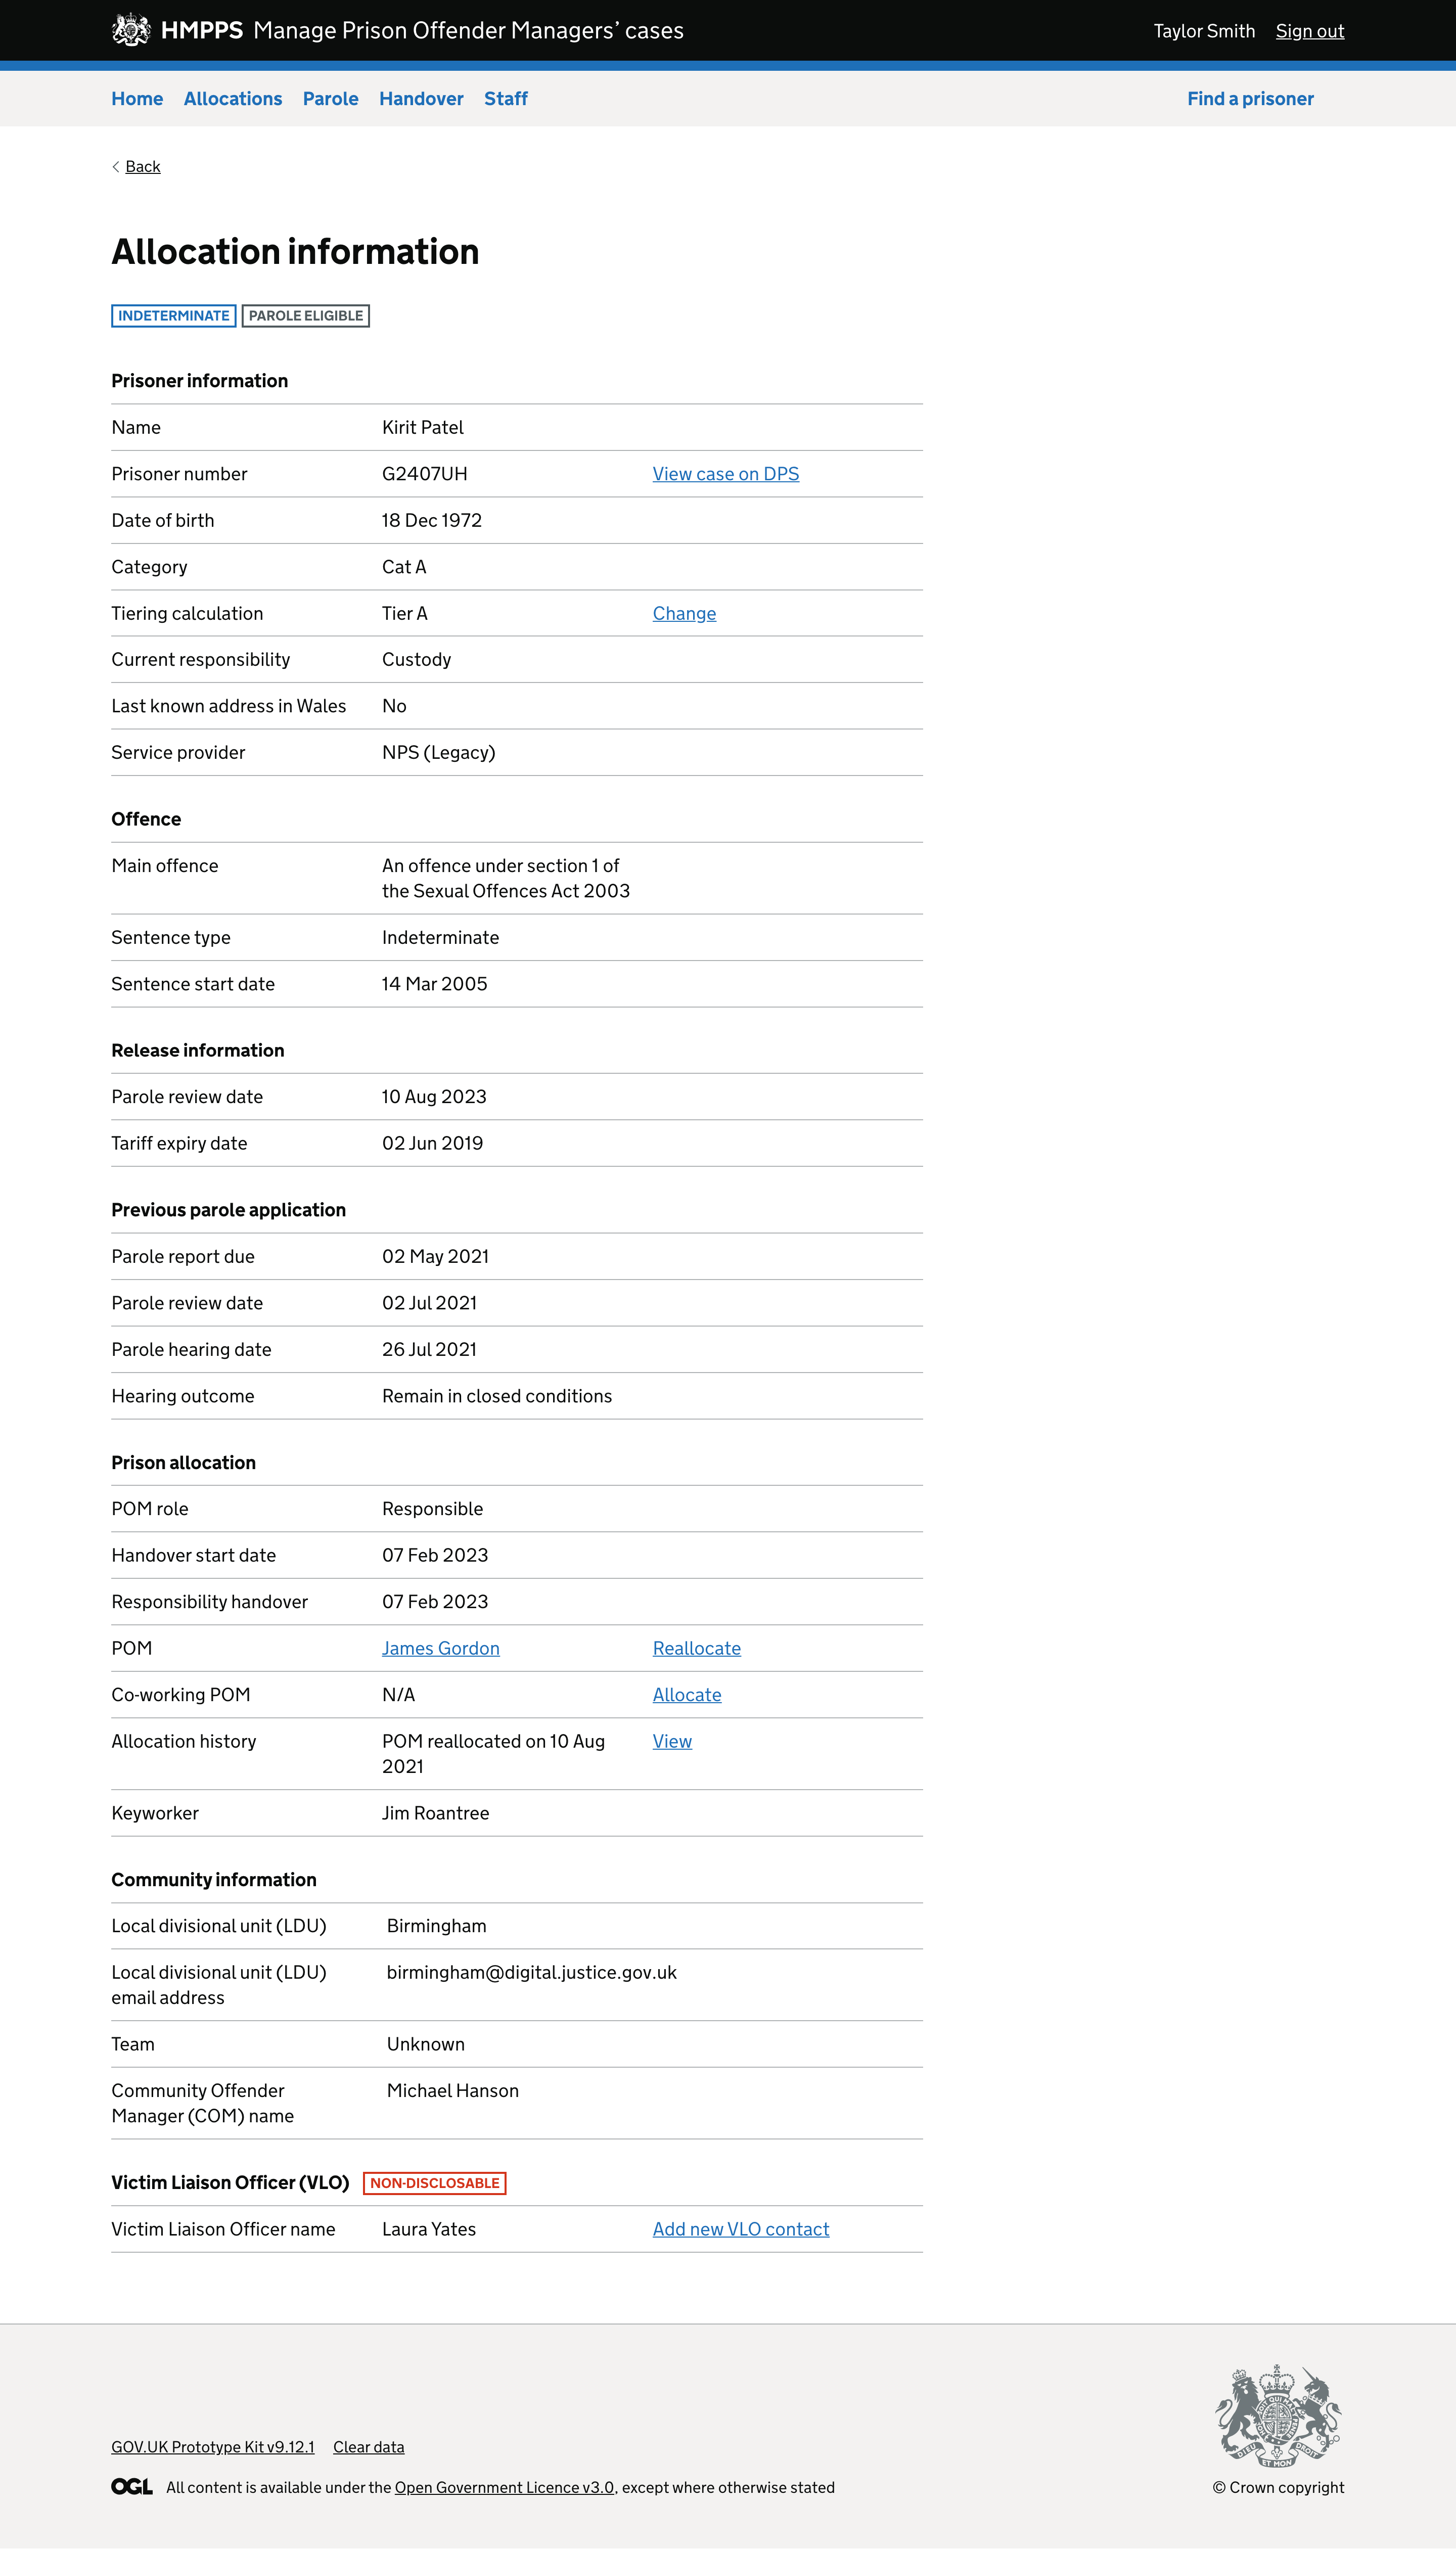 HMPPS Manage Prison Offender Managers’ cases
Taylor Smith Sign out
Home Allocations Parole Handover Staff Find a prisoner
Back
Allocation information
INDETERMINATE PAROLE ELIGIBLE
Prisoner information
Name Kirit Patel
Prisoner number G2407UH View case on DPS
Date of birth 18 Dec 1972
Category Cat A
Tiering calculation Tier A Change
Current responsibility Custody
Last known address in Wales No
Service provider NPS (Legacy)
Offence
Main offence An offence under section 1 of
the Sexual Offences Act 2003
Sentence type Indeterminate
Sentence start date 14 Mar 2005
Release information
Parole review date 10 Aug 2023
Tariff expiry date 02 Jun 2019
Previous parole application
Parole report due 02 May 2021
Parole review date 02 Jul 2021
Parole hearing date 26 Jul 2021
Hearing outcome Remain in closed conditions
Prison allocation
POM role Responsible
Handover start date 07 Feb 2023
Responsibility handover 07 Feb 2023
POM James Gordon Reallocate
Co-working POM N/A Allocate
Allocation history POM reallocated on 10 Aug View
2021
Keyworker Jim Roantree
Community information
Local divisional unit (LDU) Birmingham
Local divisional unit (LDU) birmingham@digital.justice.gov.uk
email address
Team Unknown
Community Offender Michael Hanson
Manager (COM) name
Victim Liaison Officer (VLO) NON-DISCLOSABLE
Victim Liaison Officer name Laura Yates Add new VLO contact
GOV.UK Prototype Kit v9.12.1 Clear data
OGL All content is available under the Open Government Licence v3.0, except where otherwise stated
© Crown copyright